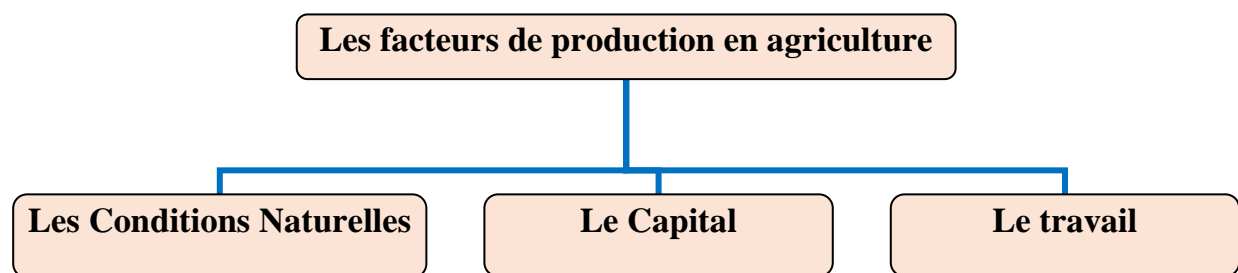 Les facteurs de production en agriculture
Les Conditions Naturelles
Le Capital
Le travail